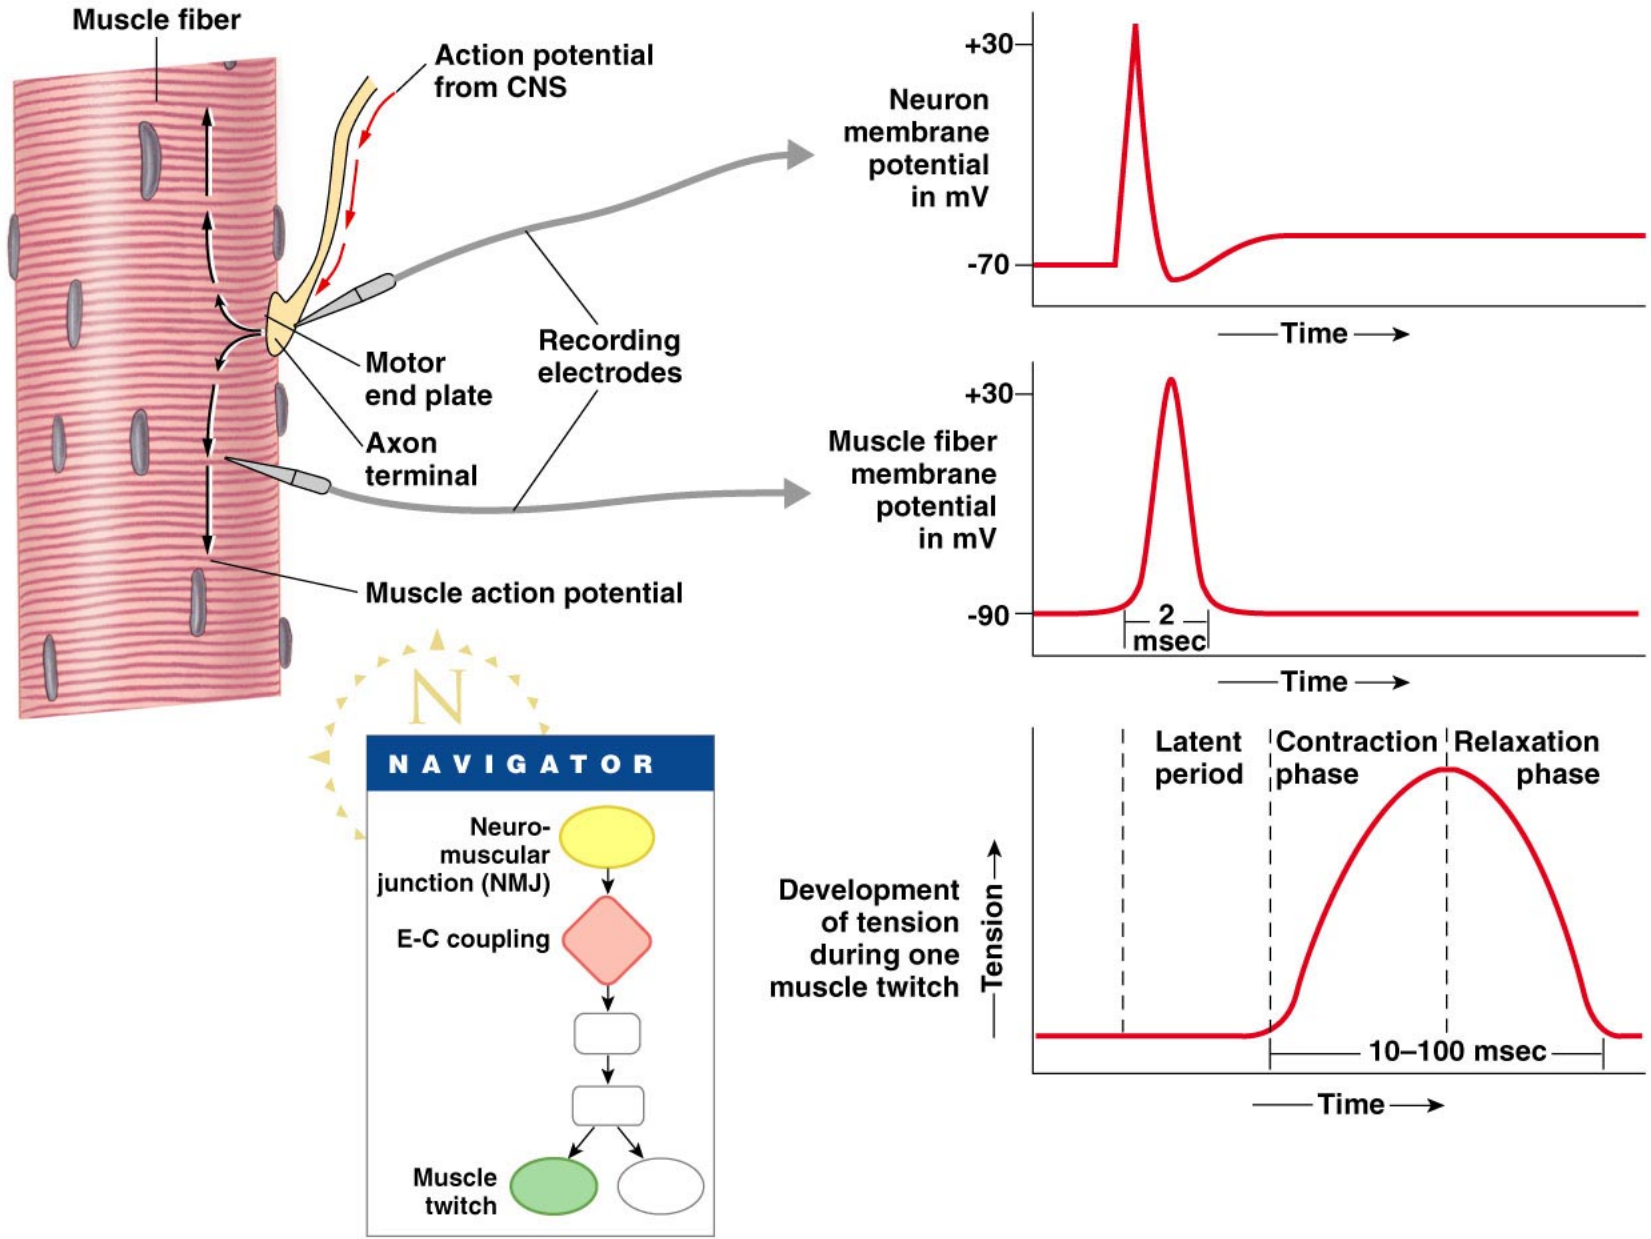 Muscle fiber
Action potential
from CNS
Motor
end plate
Axon
terminal
Recording
electrodes
Muscle action potential
Neuron
membrane
potential
in mV
+30
-70
Time
Muscle fiber
membrane
potential
in mV
+30
-90
2
msec
Time
N
NAVIGATOR
Neuro-
muscular
junction (NMJ)
E-C coupling
Muscle
twitch
Development
of tension
during one
muscle twitch
Tension
Latent
period
Contraction
phase
Relaxation
phase
10–100 msec
Time